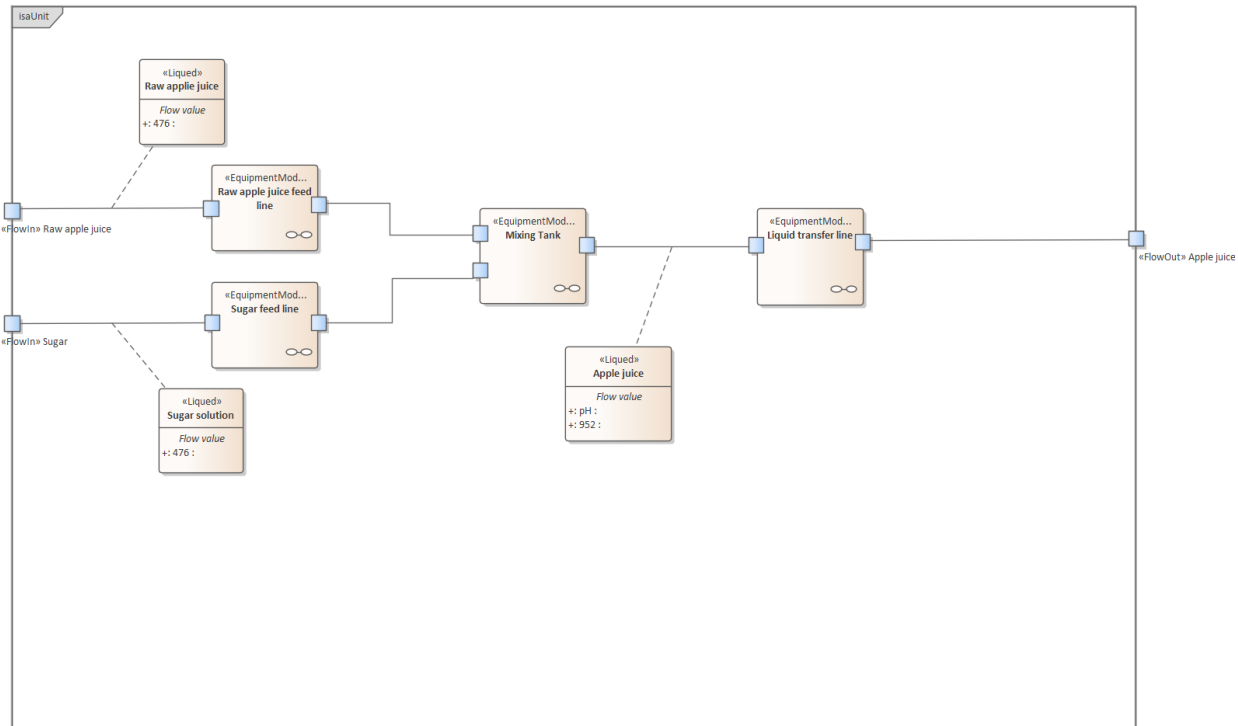 isaUnit
«Liqued»
Raw applie juice
Flow value
+: 476 :
«EquipmentMod...
Raw apple juice feed
line
«FlowIn» Raw apple juice
«EquipmentMod...
Mixing Tank
«EquipmentMod...
Liquid transfer line
«FlowOut» Apple juice
«EquipmentMod...
Sugar feed line
«FlowIn» Sugar
«Liqued»
Apple juice
Flow value
+: pH :
+: 952 :
«Liqued»
Sugar solution
Flow value
+: 476 :